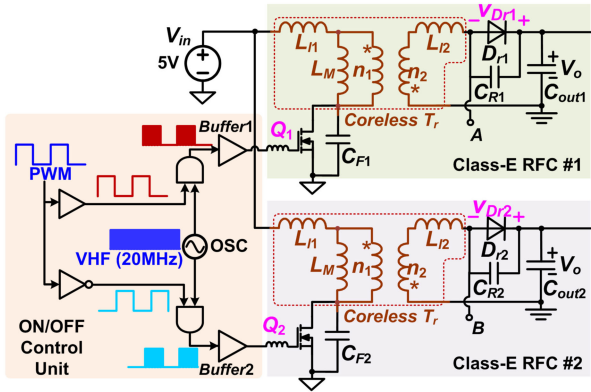 V_in
5V
L_l1
L_M
n_1
*
n_2
*
L_l2
Coreless T_r
− v_Dr1 +
D_r1
C_R1
A
+
V_o
−
C_out1
Q_1
C_F1
Class-E RFC #1
PWM
Buffer1
VHF (20MHz)
OSC
ON/OFF
Control
Unit
Buffer2
L_l1
L_M
n_1
*
n_2
*
L_l2
Coreless T_r
− v_Dr2 +
D_r2
C_R2
B
+
V_o
−
C_out2
Q_2
C_F2
Class-E RFC #2